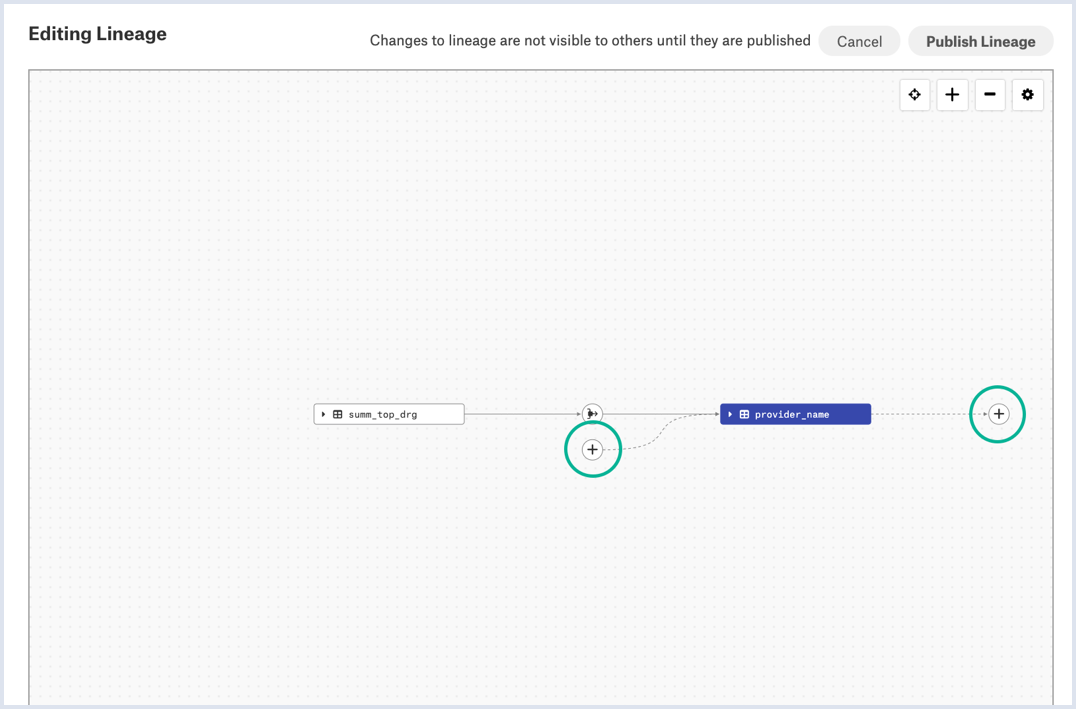 Editing Lineage
Changes to lineage are not visible to others until they are published
Cancel
Publish Lineage
summ_top_drg
provider_name